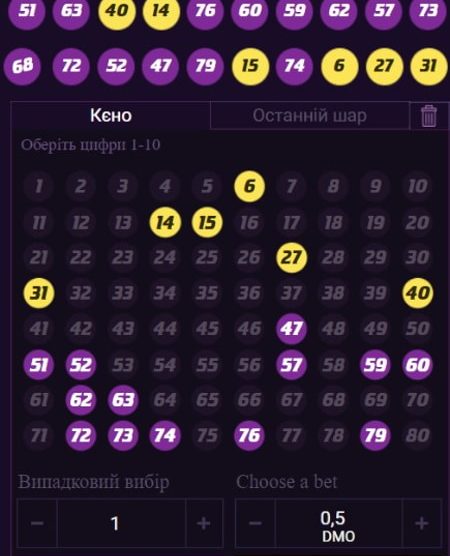 51 63 40 14 76 60 59 62 57 73
68 72 52 47 79 15 74 6 27 31
Кєно Останній шар
Оберіть цифри 1-10
1 2 3 4 5 6 7 8 9 10
11 12 13 14 15 16 17 18 19 20
21 22 23 24 25 26 27 28 29 30
31 32 33 34 35 36 37 38 39 40
41 42 43 44 45 46 47 48 49 50
51 52 53 54 55 56 57 58 59 60
61 62 63 64 65 66 67 68 69 70
71 72 73 74 75 76 77 78 79 80
Випадковий вибір Choose a bet
− 1 + − 0,5 +
DMO